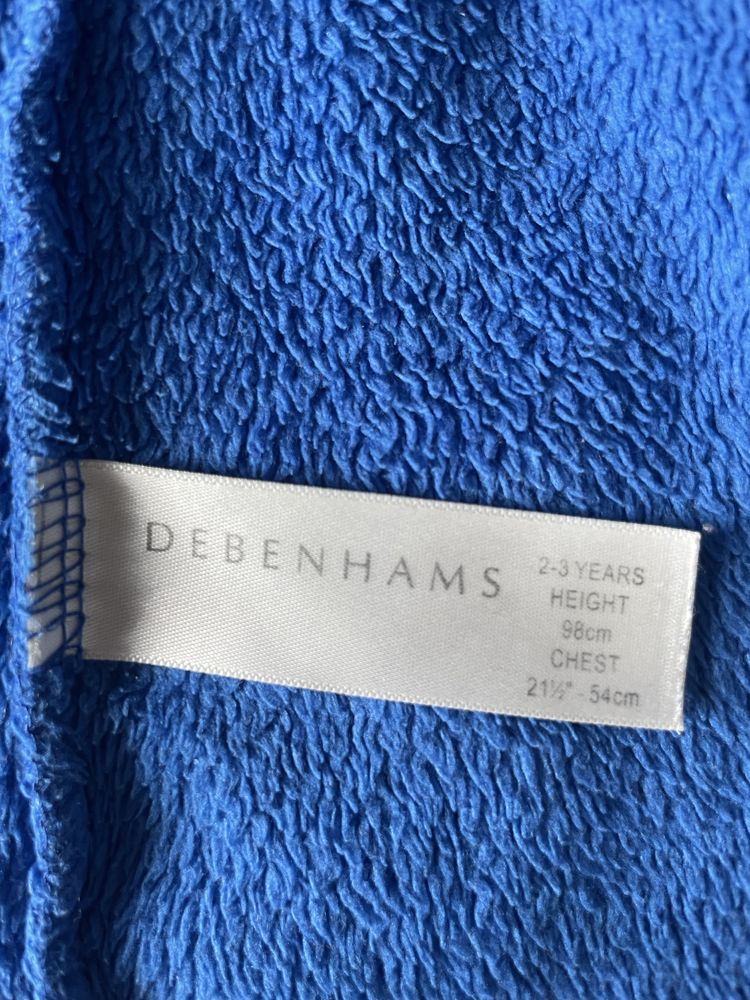 DEBENHAMS
2-3 YEARS
HEIGHT
98cm
CHEST
21½" - 54cm